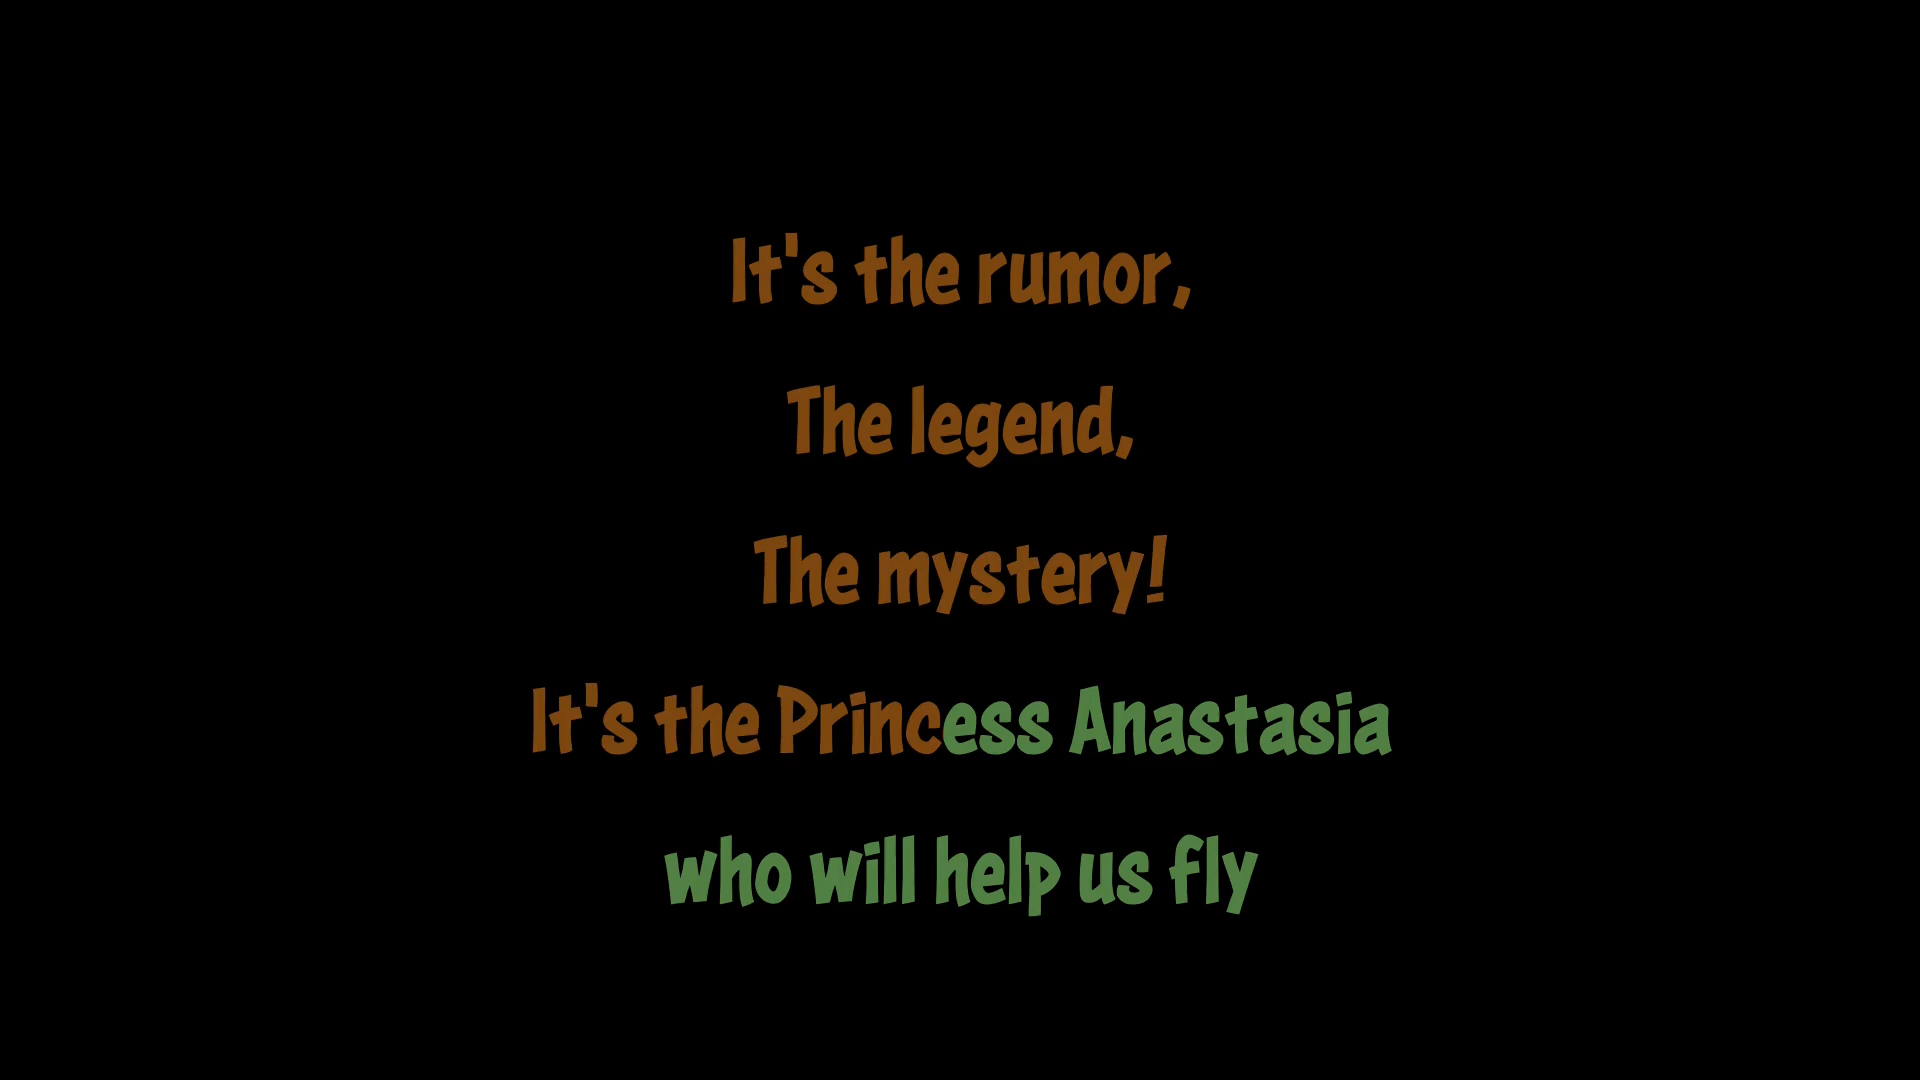 It's the rumor,
The legend,
The mystery!
It's the Princess Anastasia
who will help us fly